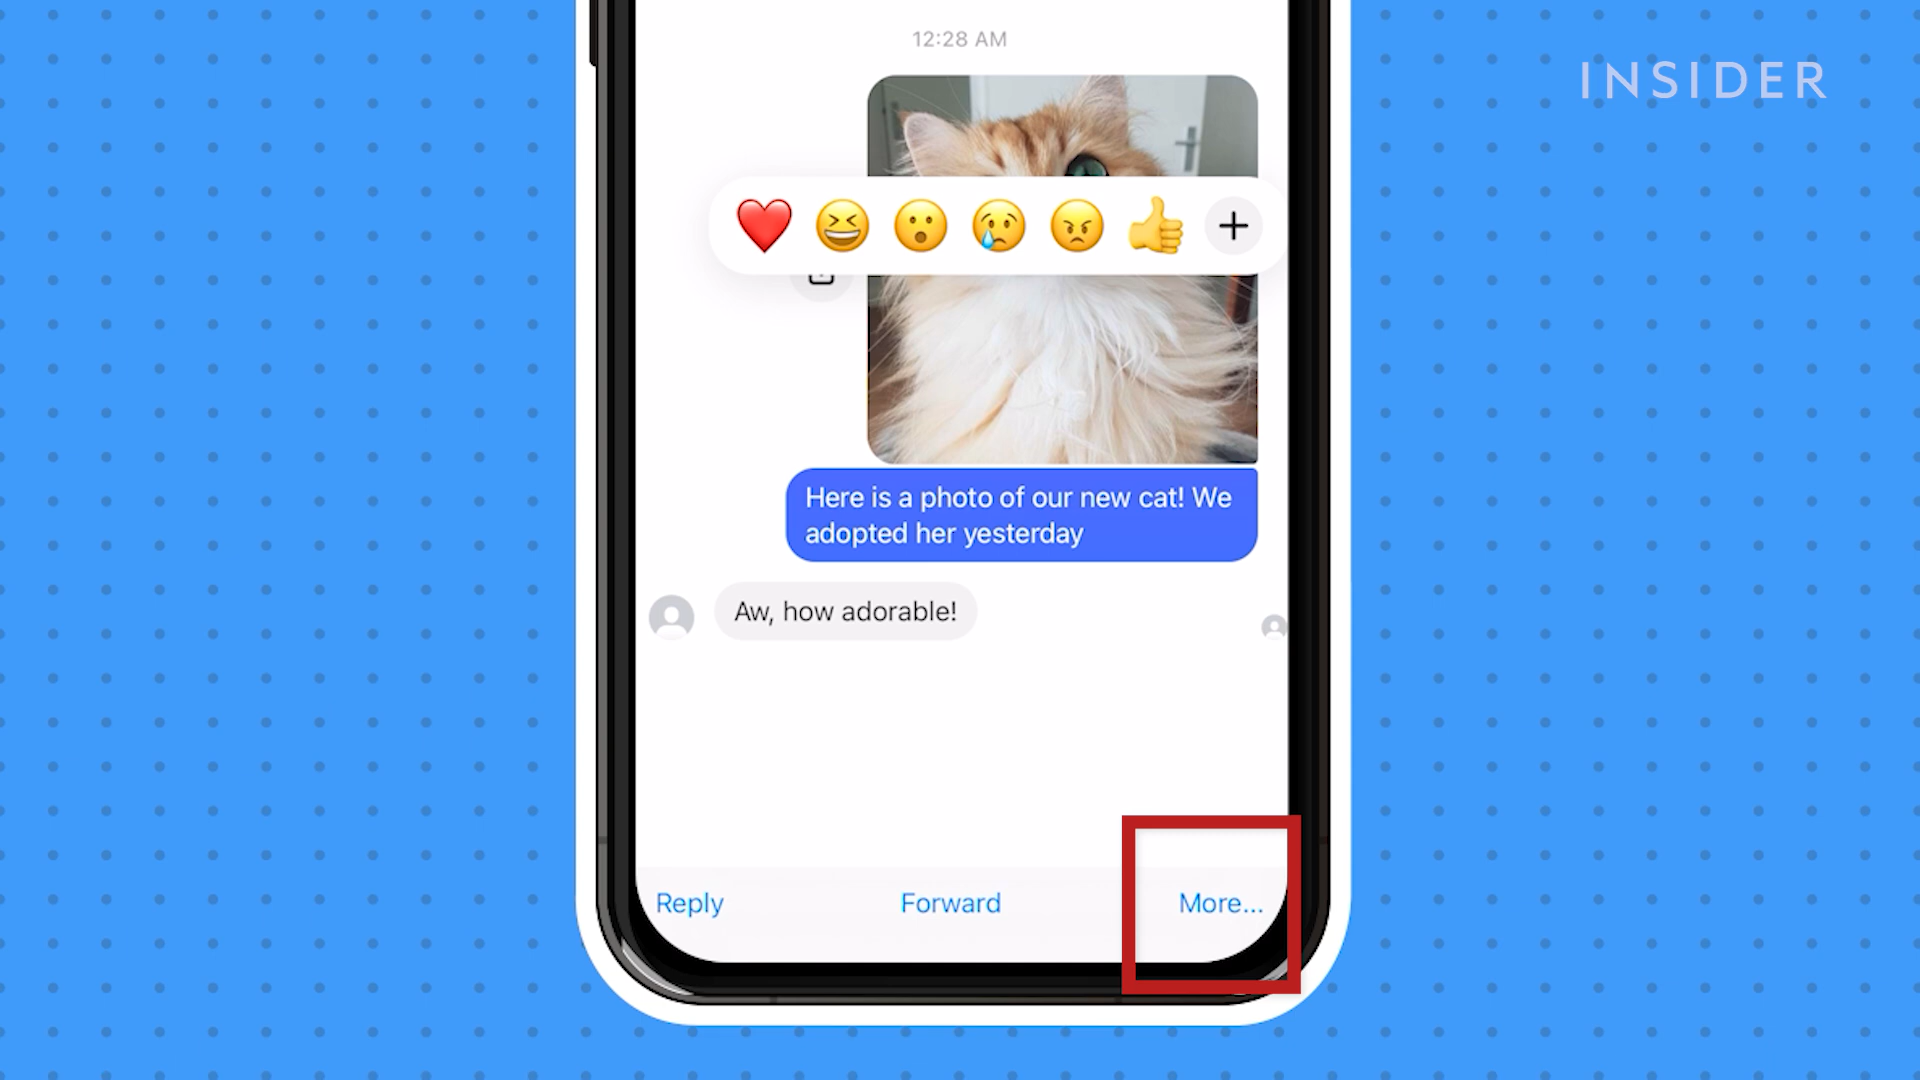 12:28 AM
INSIDER
Here is a photo of our new cat! We
adopted her yesterday
Aw, how adorable!
Reply
Forward
More...